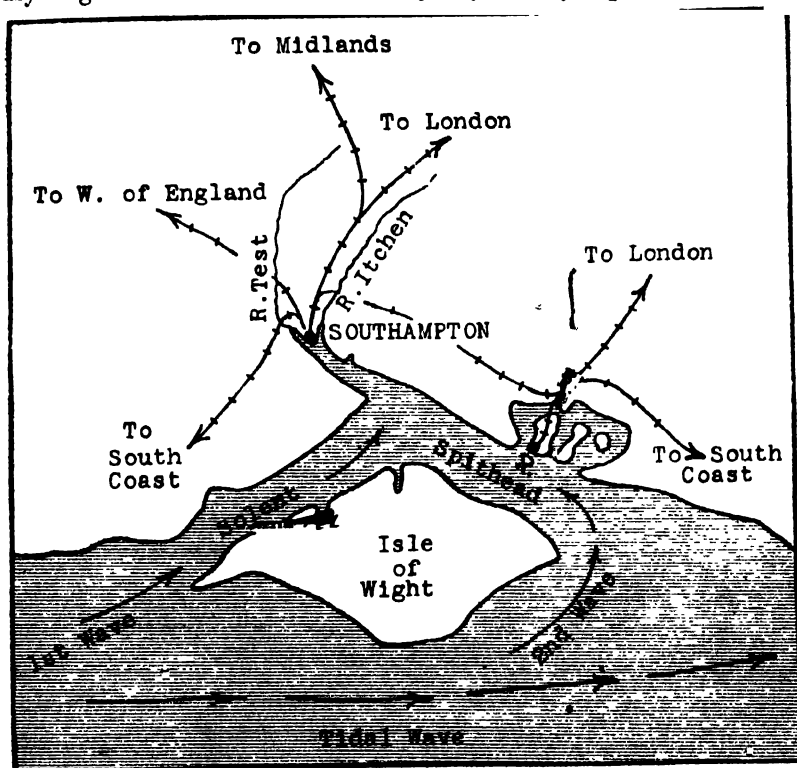 To Midlands
To London
To W. of England
R. Test
R. Itchen
To London
SOUTHAMPTON
To
South
Coast
To South
Coast
P
Solent
Spithead
Isle
of
Wight
1st Wave
2nd Wave
Tidal Wave